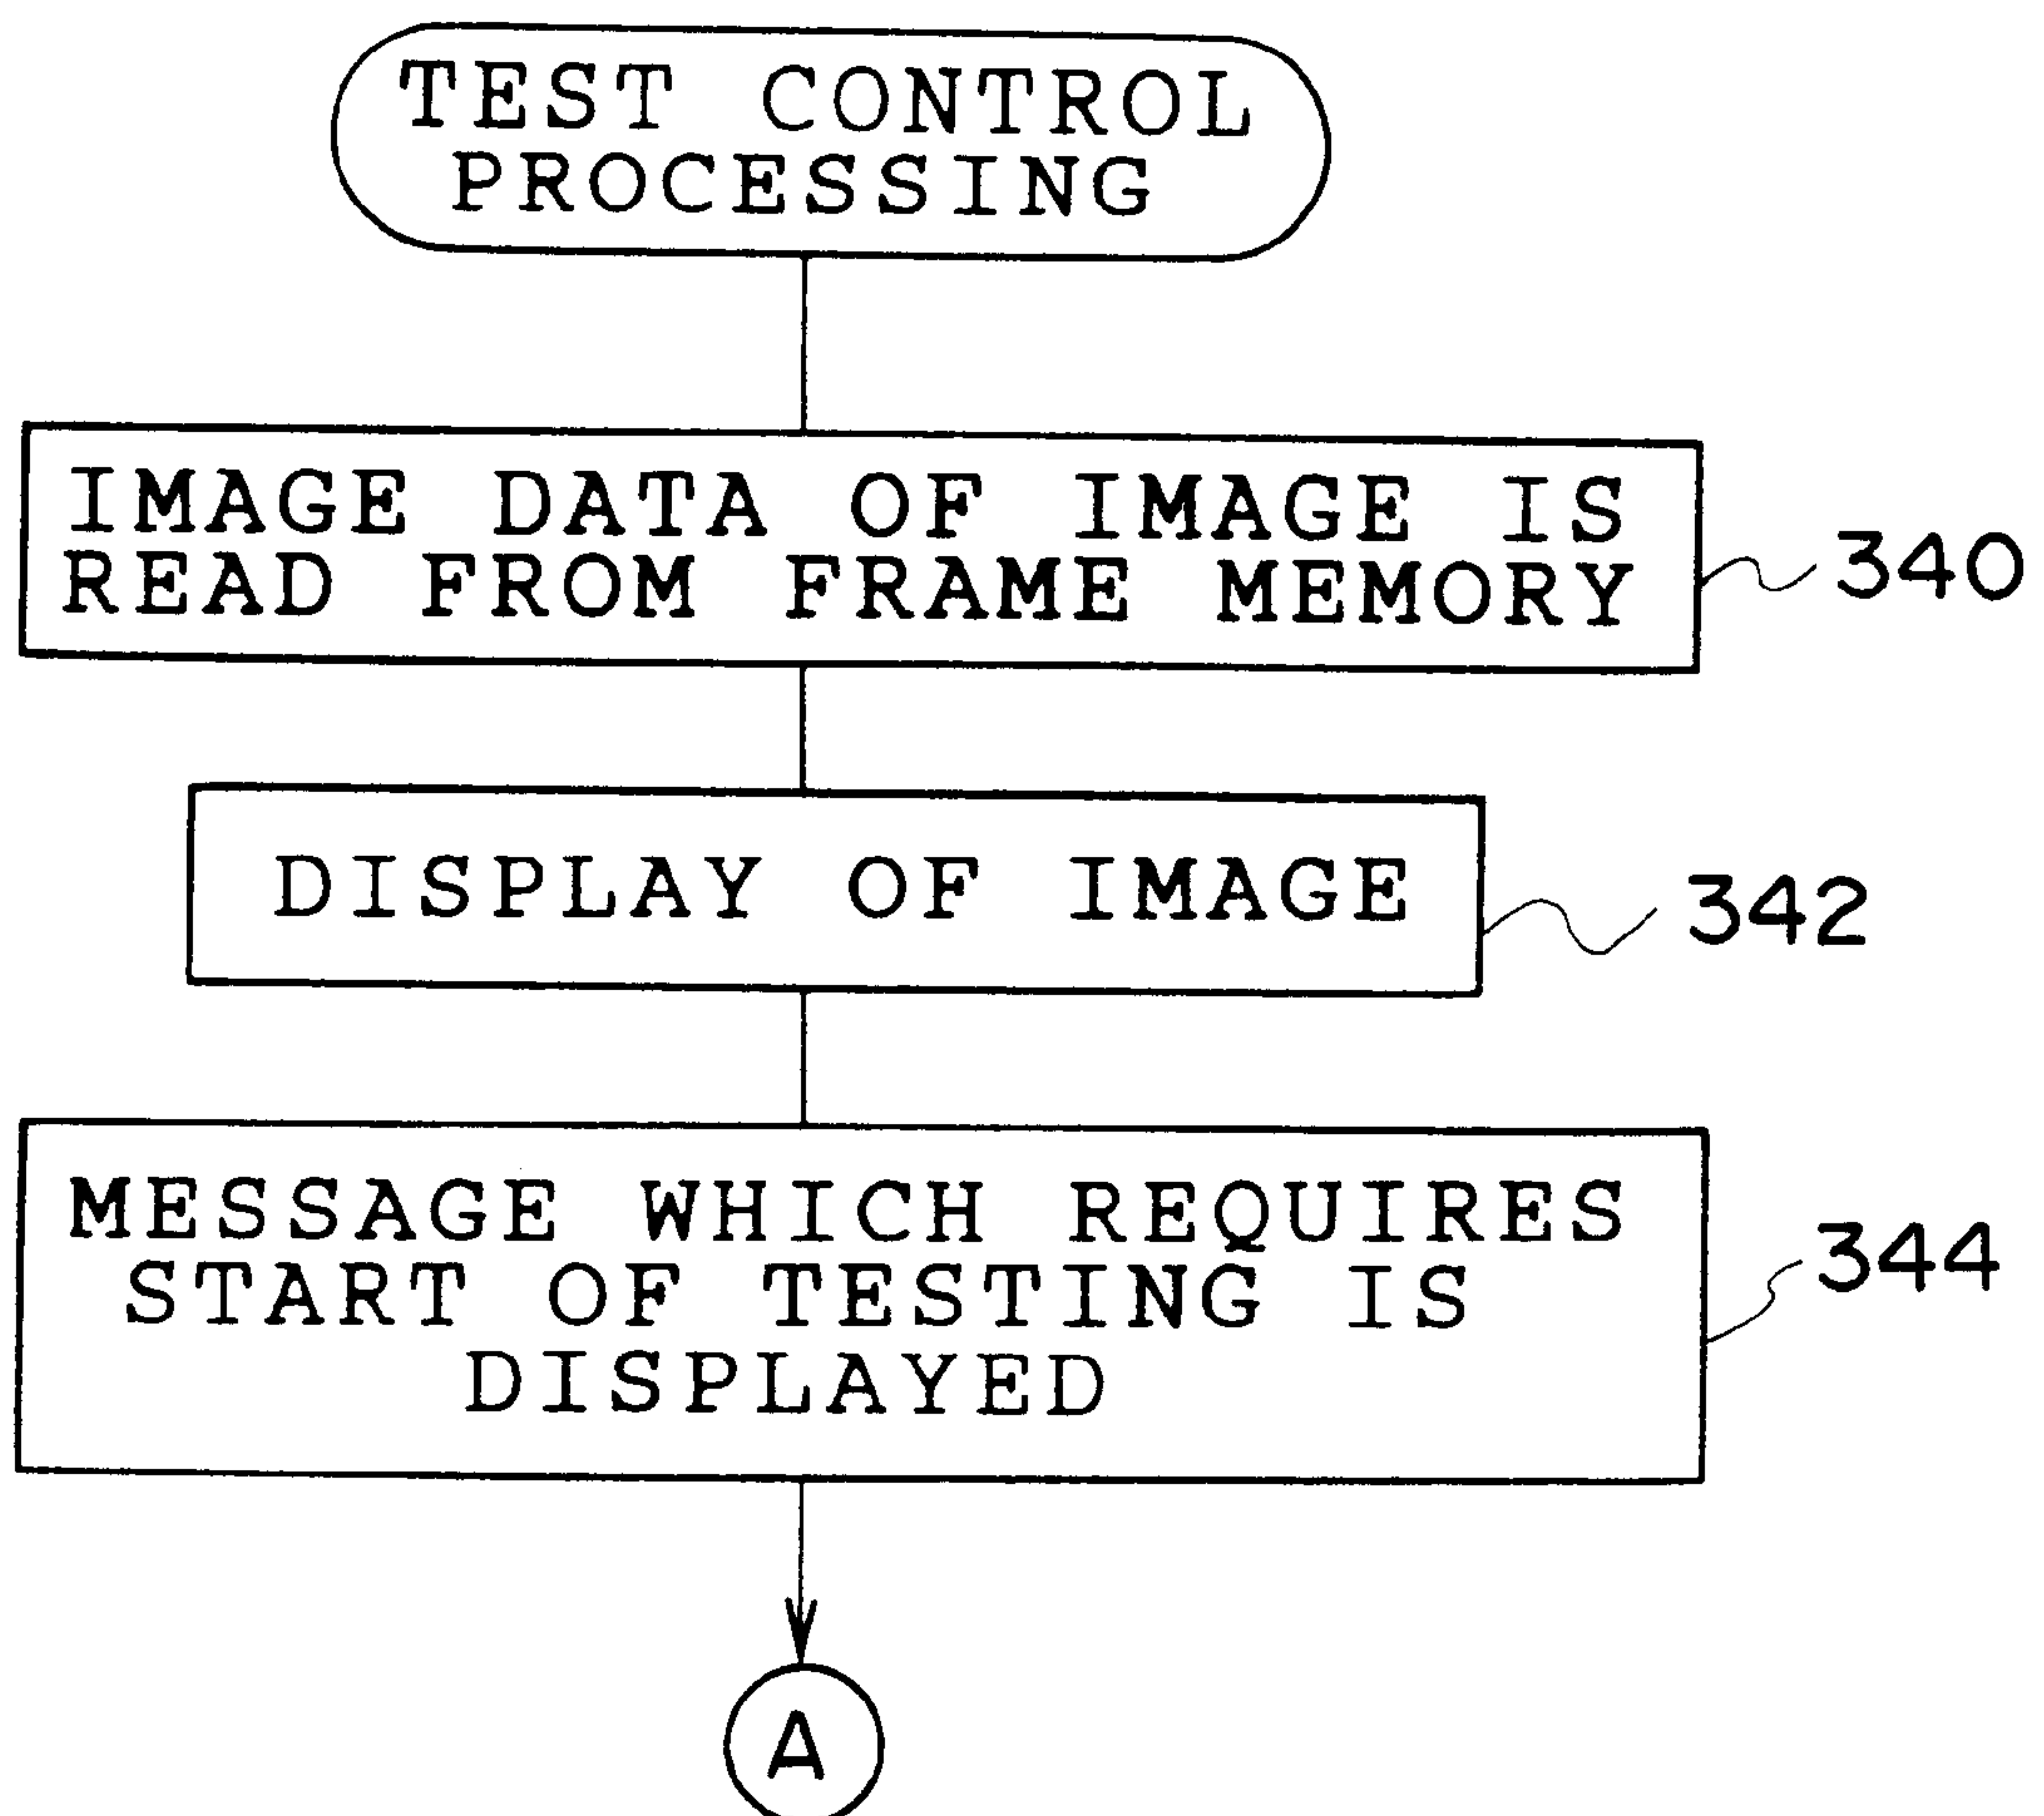 TEST CONTROL
PROCESSING
IMAGE DATA OF IMAGE IS
READ FROM FRAME MEMORY
340
DISPLAY OF IMAGE
342
MESSAGE WHICH REQUIRES
START OF TESTING IS
DISPLAYED
344
A